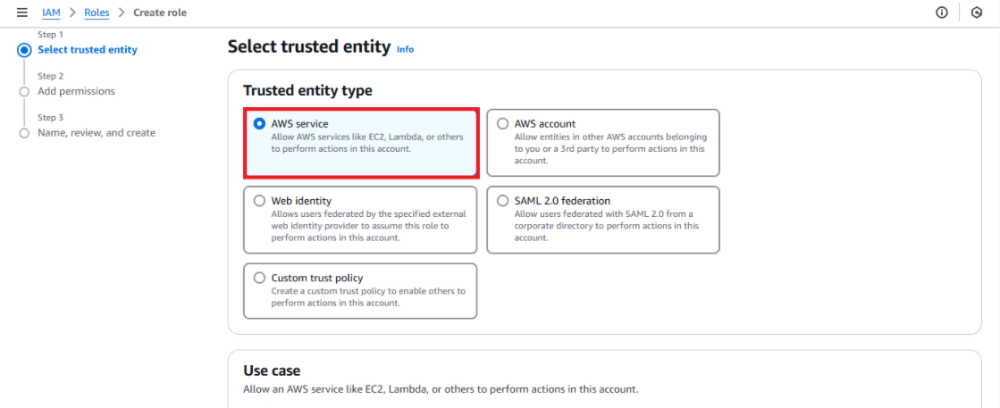 IAM > Roles > Create role
Step 1
Select trusted entity
Step 2
Add permissions
Step 3
Name, review, and create
Select trusted entity Info
Trusted entity type
AWS service
Allow AWS services like EC2, Lambda, or others
to perform actions in this account.
AWS account
Allow entities in other AWS accounts belonging
to you or a 3rd party to perform actions in this
account.
Web identity
Allows users federated by the specified external
web identity provider to assume this role to
perform actions in this account.
SAML 2.0 federation
Allow users federated with SAML 2.0 from a
corporate directory to perform actions in this
account.
Custom trust policy
Create a custom trust policy to enable others to
perform actions in this account.
Use case
Allow an AWS service like EC2, Lambda, or others to perform actions in this account.